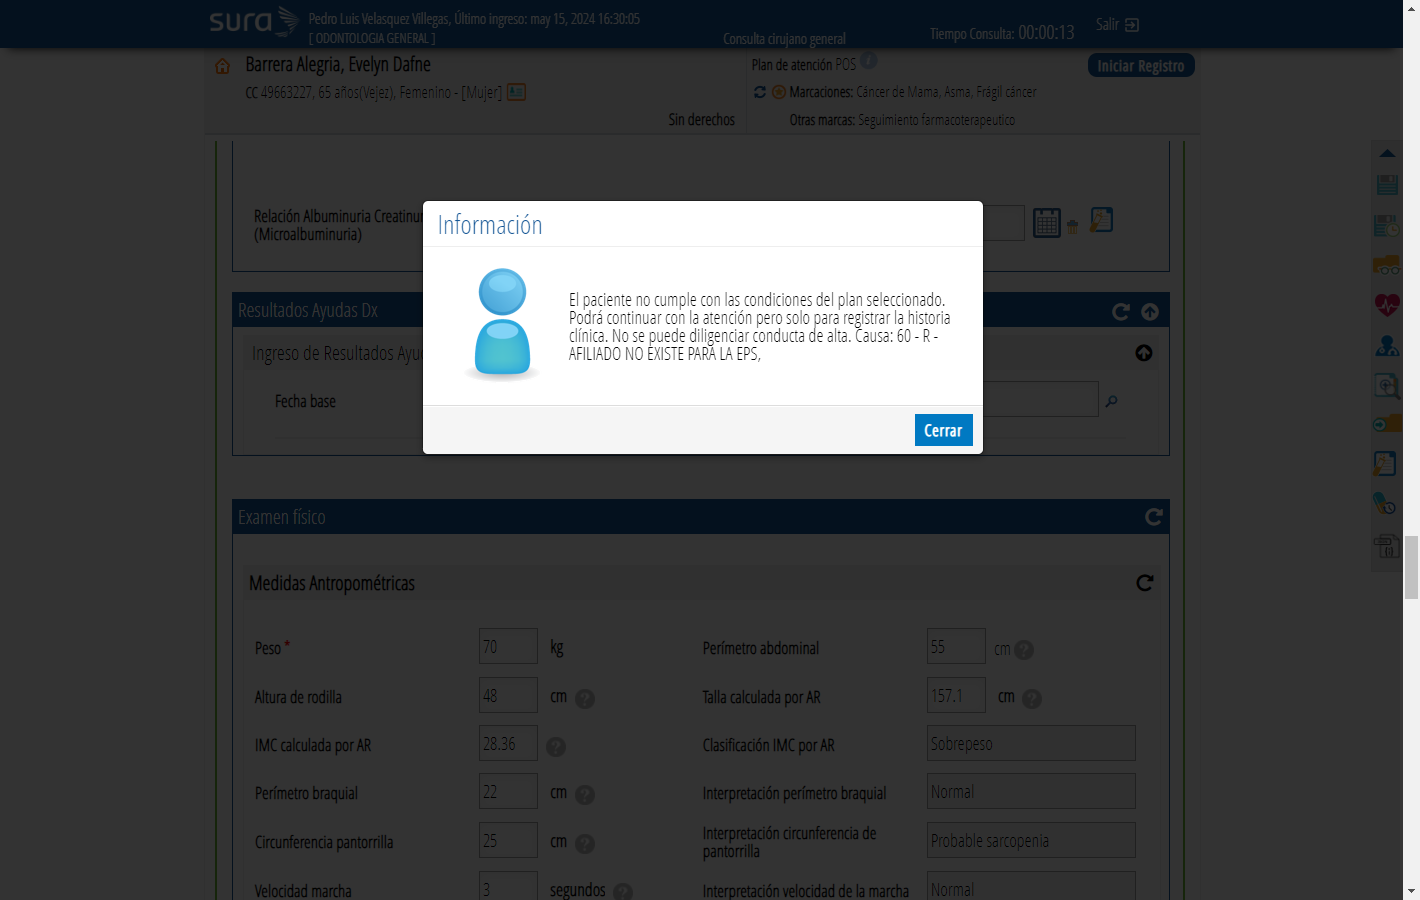 sura
Pedro Luis Velasquez Villegas, Último ingreso: may 15, 2024 16:30:05
[ ODONTOLOGIA GENERAL ]
Consulta cirujano general
Tiempo Consulta: 00:00:13
Salir
Barrera Alegria, Evelyn Dafne
CC 49663227, 65 años(Vejez), Femenino - [Mujer]
Sin derechos
Plan de atención POS
Iniciar Registro
Marcaciones: Cáncer de Mama, Asma, Frágil cáncer
Otras marcas: Seguimiento farmacoterapeutico
Relación Albuminuria Creatinur
(Microalbuminuria)
Información
El paciente no cumple con las condiciones del plan seleccionado.
Podrá continuar con la atención pero solo para registrar la historia
clínica. No se puede diligenciar conducta de alta. Causa: 60 - R -
AFILIADO NO EXISTE PARA LA EPS,
Cerrar
Resultados Ayudas Dx
Ingreso de Resultados Ayu
Fecha base
Examen físico
Medidas Antropométricas
Peso * 70 kg
Perímetro abdominal 55 cm ?
Altura de rodilla 48 cm ?
Talla calculada por AR 157.1 cm ?
IMC calculada por AR 28.36 ?
Clasificación IMC por AR Sobrepeso
Perímetro braquial 22 cm ?
Interpretación perímetro braquial Normal
Circunferencia pantorrilla 25 cm ?
Interpretación circunferencia de
pantorrilla Probable sarcopenia
Velocidad marcha 3 segundos ?
Interpretación velocidad de la marcha Normal